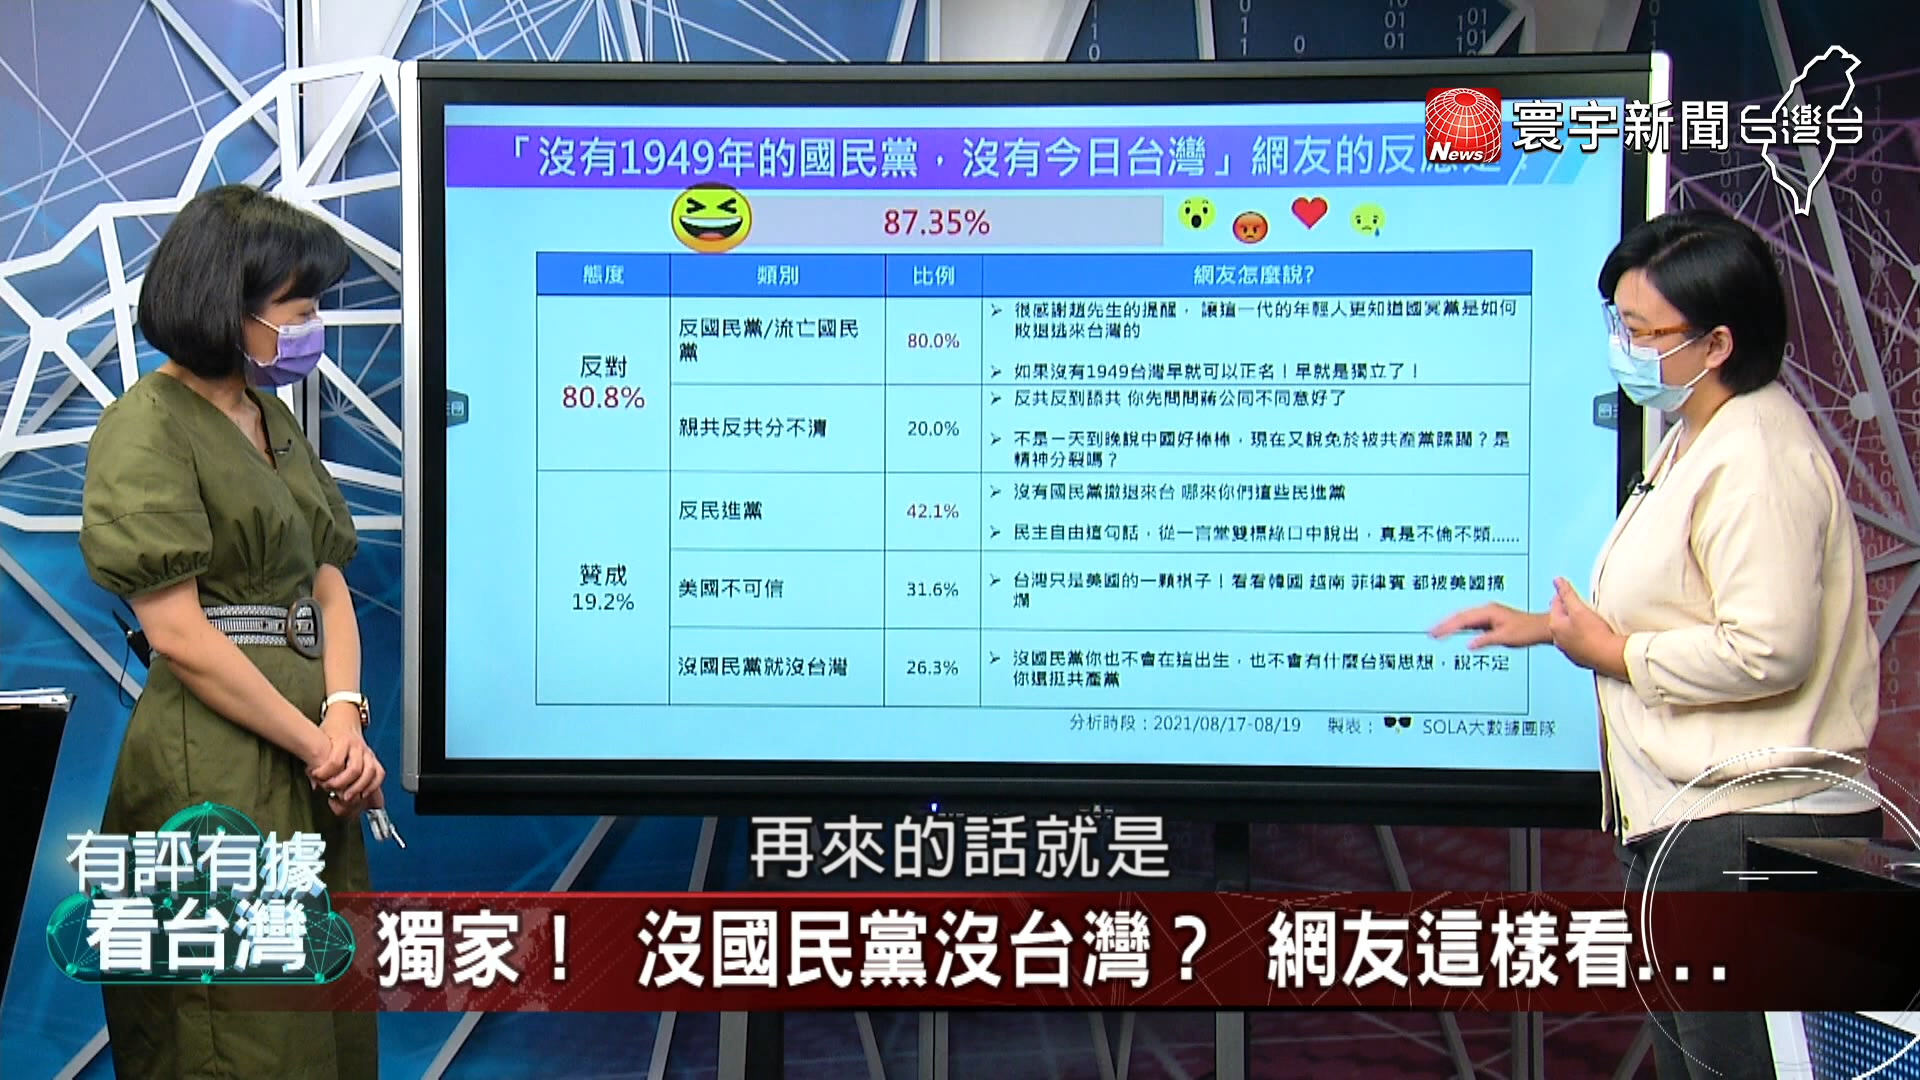 News 寰宇新聞 台灣台
「沒有1949年的國民黨，沒有今日台灣」網友的反應是
87.35%
態度 類別 比例 網友怎麼說?
反對
80.8%
反國民黨/流亡國民
黨
80.0%
很感謝趙先生的提醒， 讓這一代的年輕人更知道國冥黨是如何
敗退逃來台灣的
如果沒有1949台灣早就可以正名！早就是獨立了！
親共反共分不清
20.0%
反共反到舔共 你先問問蔣公同不同意好了
不是一天到晚說中國好棒棒，現在又說免於被共產黨蹂躪？是
精神分裂嗎？
贊成
19.2%
反民進黨
42.1%
沒有國民黨撤退來台 哪來你們這些民進黨
民主自由這句話，從一言堂雙標綠口中說出，真是不倫不類......
美國不可信
31.6%
台灣只是美國的一顆棋子！看看韓國 越南 菲律賓 都被美國搞
爛
沒國民黨就沒台灣
26.3%
沒國民黨你也不會在這出生，也不會有什麼台獨思想，說不定
你還挺共產黨
分析時段：2021/08/17-08/19 製表： SOLA大數據團隊
再來的話就是
有評有據
看台灣
獨家！ 沒國民黨沒台灣？ 網友這樣看...